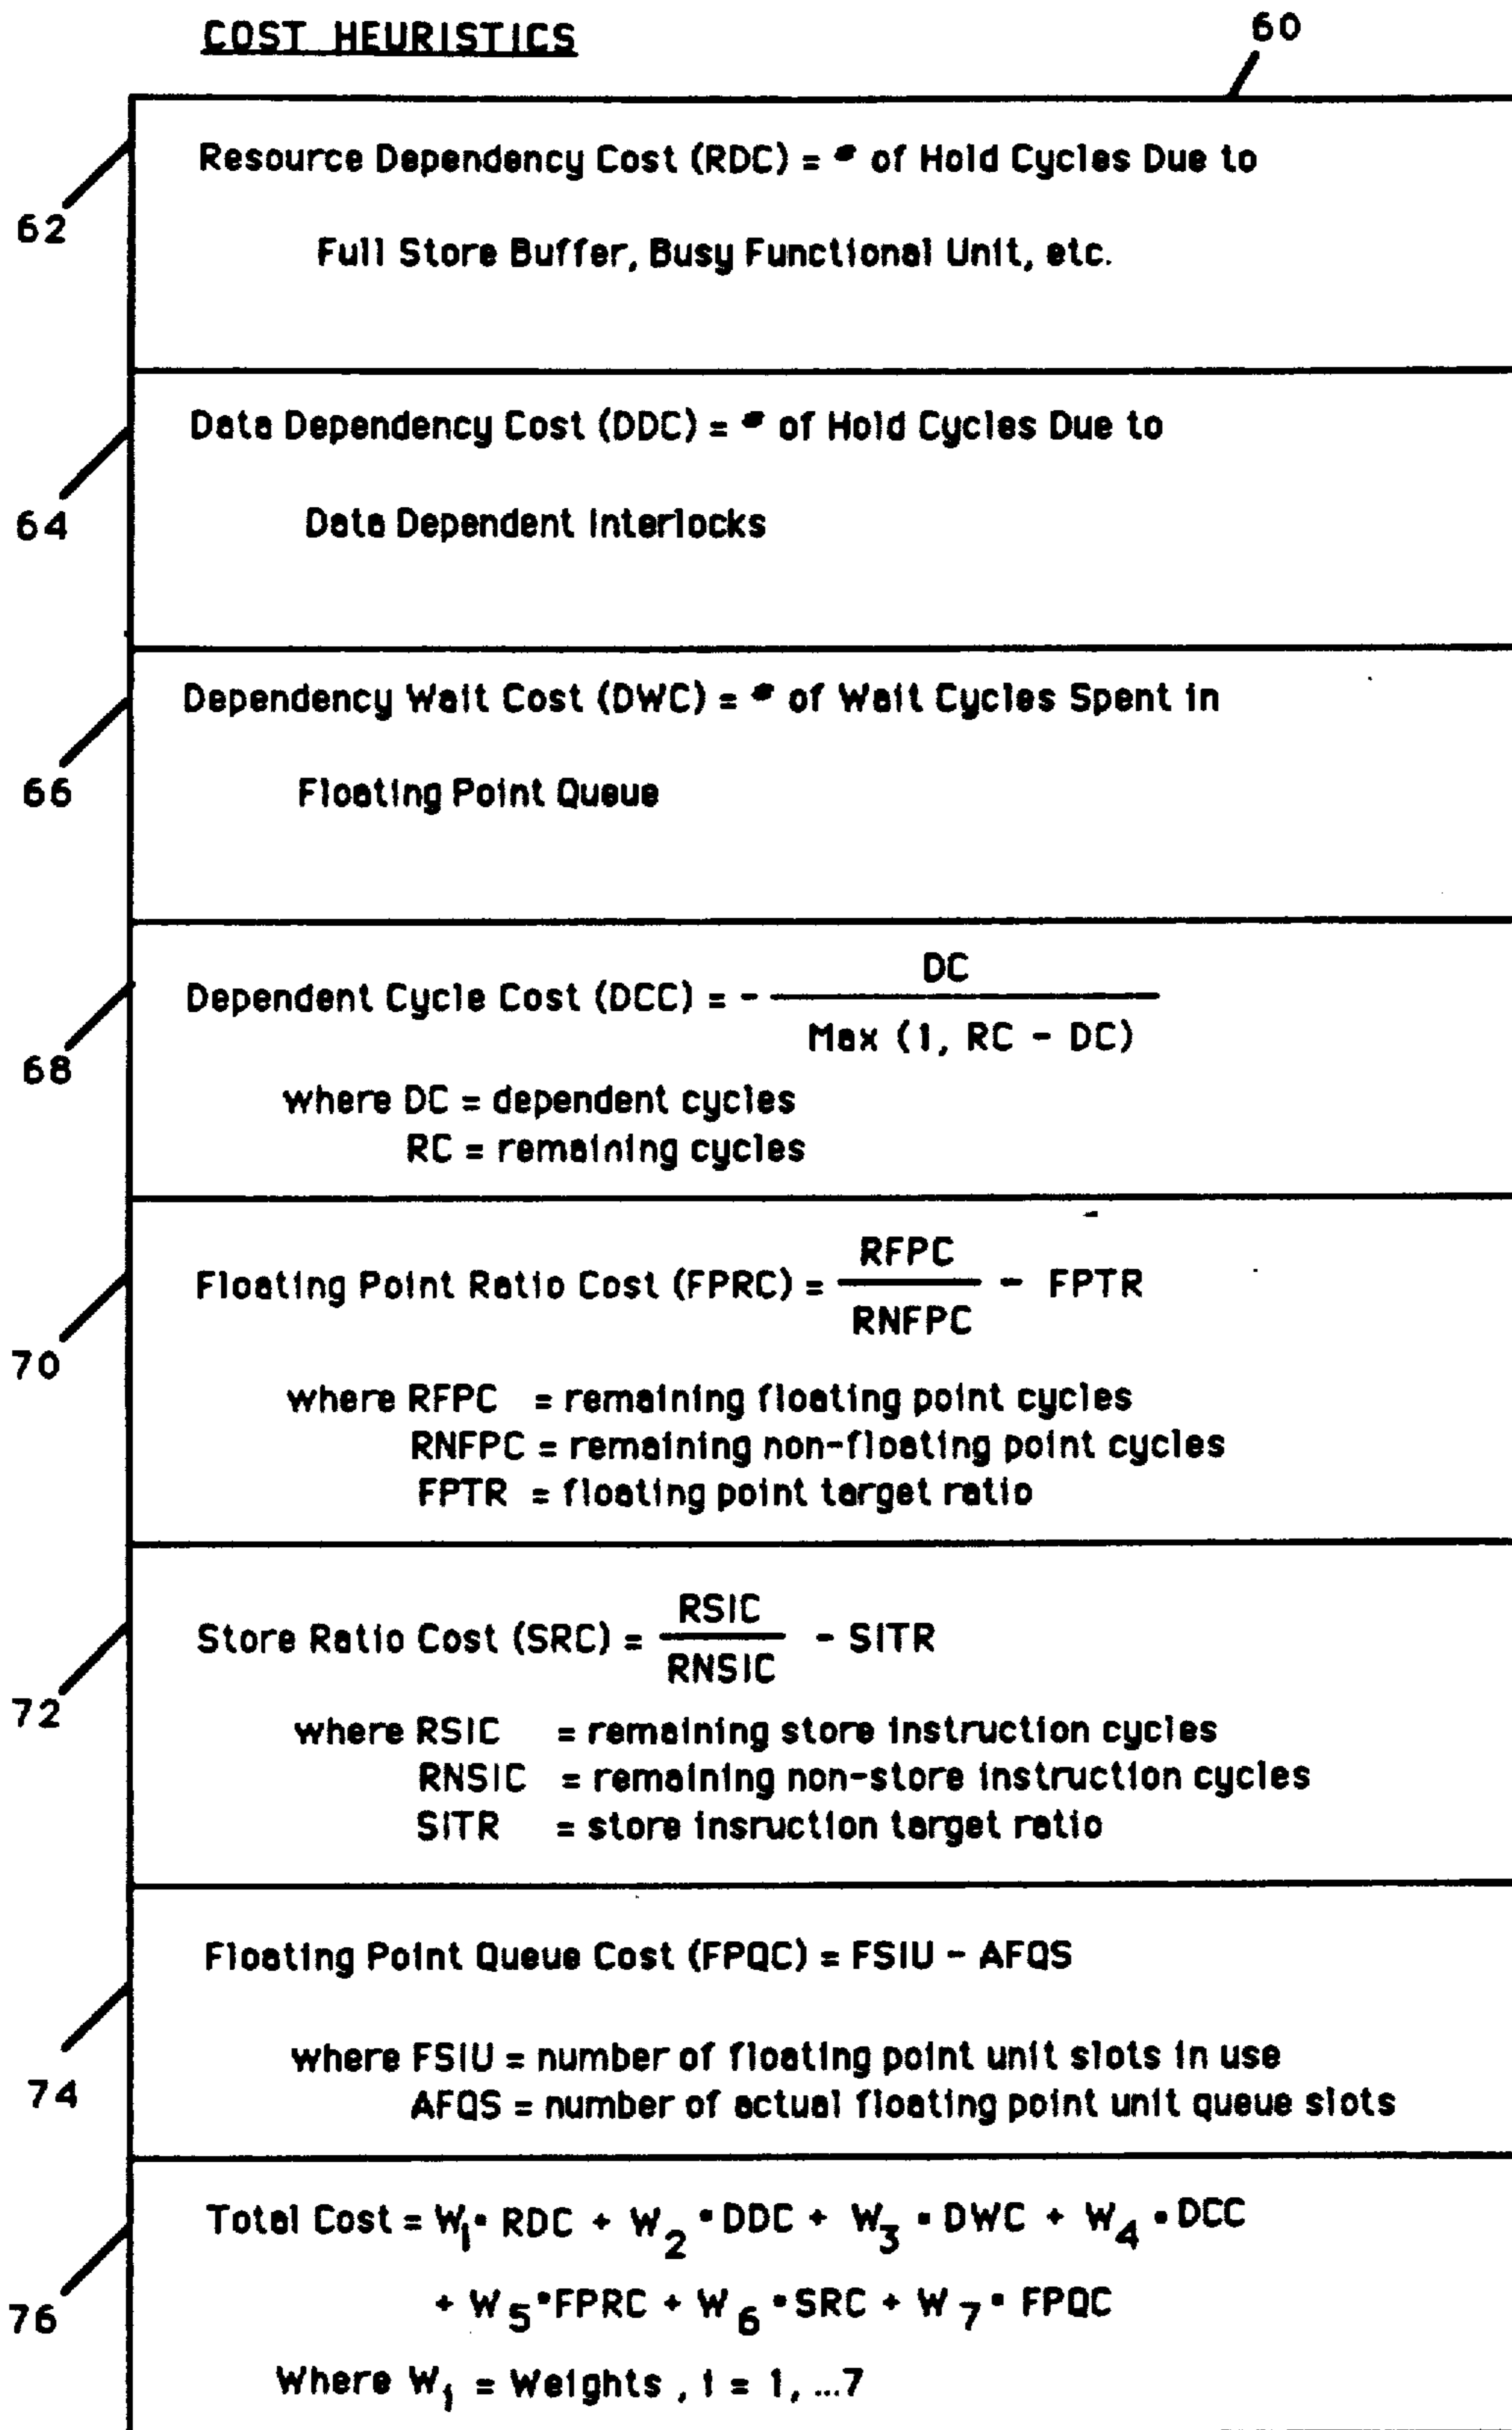 COST HEURISTICS
60
Resource Dependency Cost (RDC) = # of Hold Cycles Due to
62
Full Store Buffer, Busy Functional Unit, etc.
Data Dependency Cost (DDC) = # of Hold Cycles Due to
64
Data Dependent Interlocks
Dependency Wait Cost (DWC) = # of Wait Cycles Spent in
66
Floating Point Queue
Dependent Cycle Cost (DCC) = - DC
Max (1, RC - DC)
68
where DC = dependent cycles
RC = remaining cycles
Floating Point Ratio Cost (FPRC) = RFPC
RNFPC - FPTR
70
where RFPC = remaining floating point cycles
RNFPC = remaining non-floating point cycles
FPTR = floating point target ratio
Store Ratio Cost (SRC) = RSIC
RNSIC - SITR
72
where RSIC = remaining store instruction cycles
RNSIC = remaining non-store instruction cycles
SITR = store insruction target ratio
Floating Point Queue Cost (FPQC) = FSIU - AFQS
74
where FSIU = number of floating point unit slots in use
AFQS = number of actual floating point unit queue slots
Total Cost = W1• RDC + W2 •DDC + W3 • DWC + W4 • DCC
76
+ W5•FPRC + W6 •SRC + W7• FPQC
Where Wi = Weights , i = 1, ...7